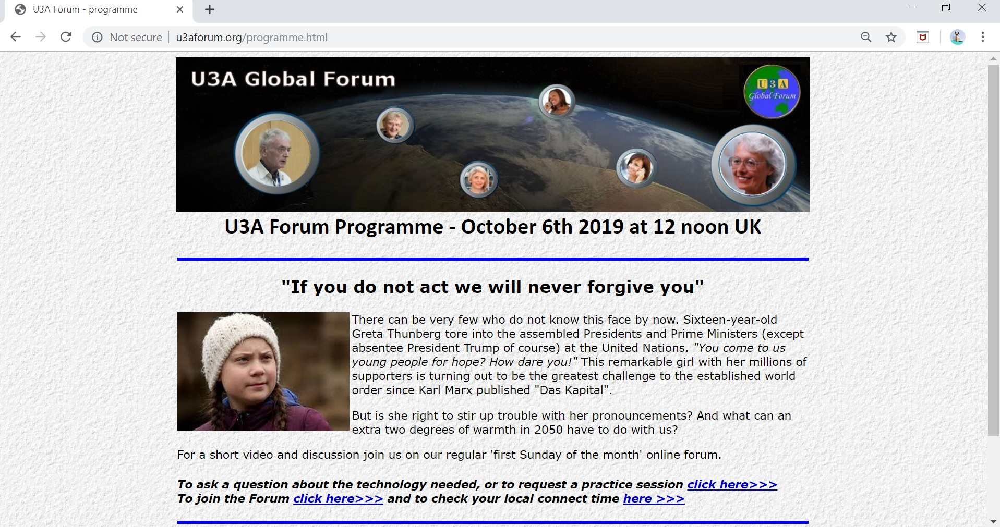 U3A Forum - programme
Not secure
u3aforum.org/programme.html
U3A Global Forum
U3A
Global Forum
U3A Forum Programme - October 6th 2019 at 12 noon UK
"If you do not act we will never forgive you"
There can be very few who do not know this face by now. Sixteen-year-old
Greta Thunberg tore into the assembled Presidents and Prime Ministers (except
absentee President Trump of course) at the United Nations. "You come to us
young people for hope? How dare you!" This remarkable girl with her millions of
supporters is turning out to be the greatest challenge to the established world
order since Karl Marx published "Das Kapital".
But is she right to stir up trouble with her pronouncements? And what can an
extra two degrees of warmth in 2050 have to do with us?
For a short video and discussion join us on our regular 'first Sunday of the month' online forum.
To ask a question about the technology needed, or to request a practice session click here>>>
To join the Forum click here>>> and to check your local connect time here >>>